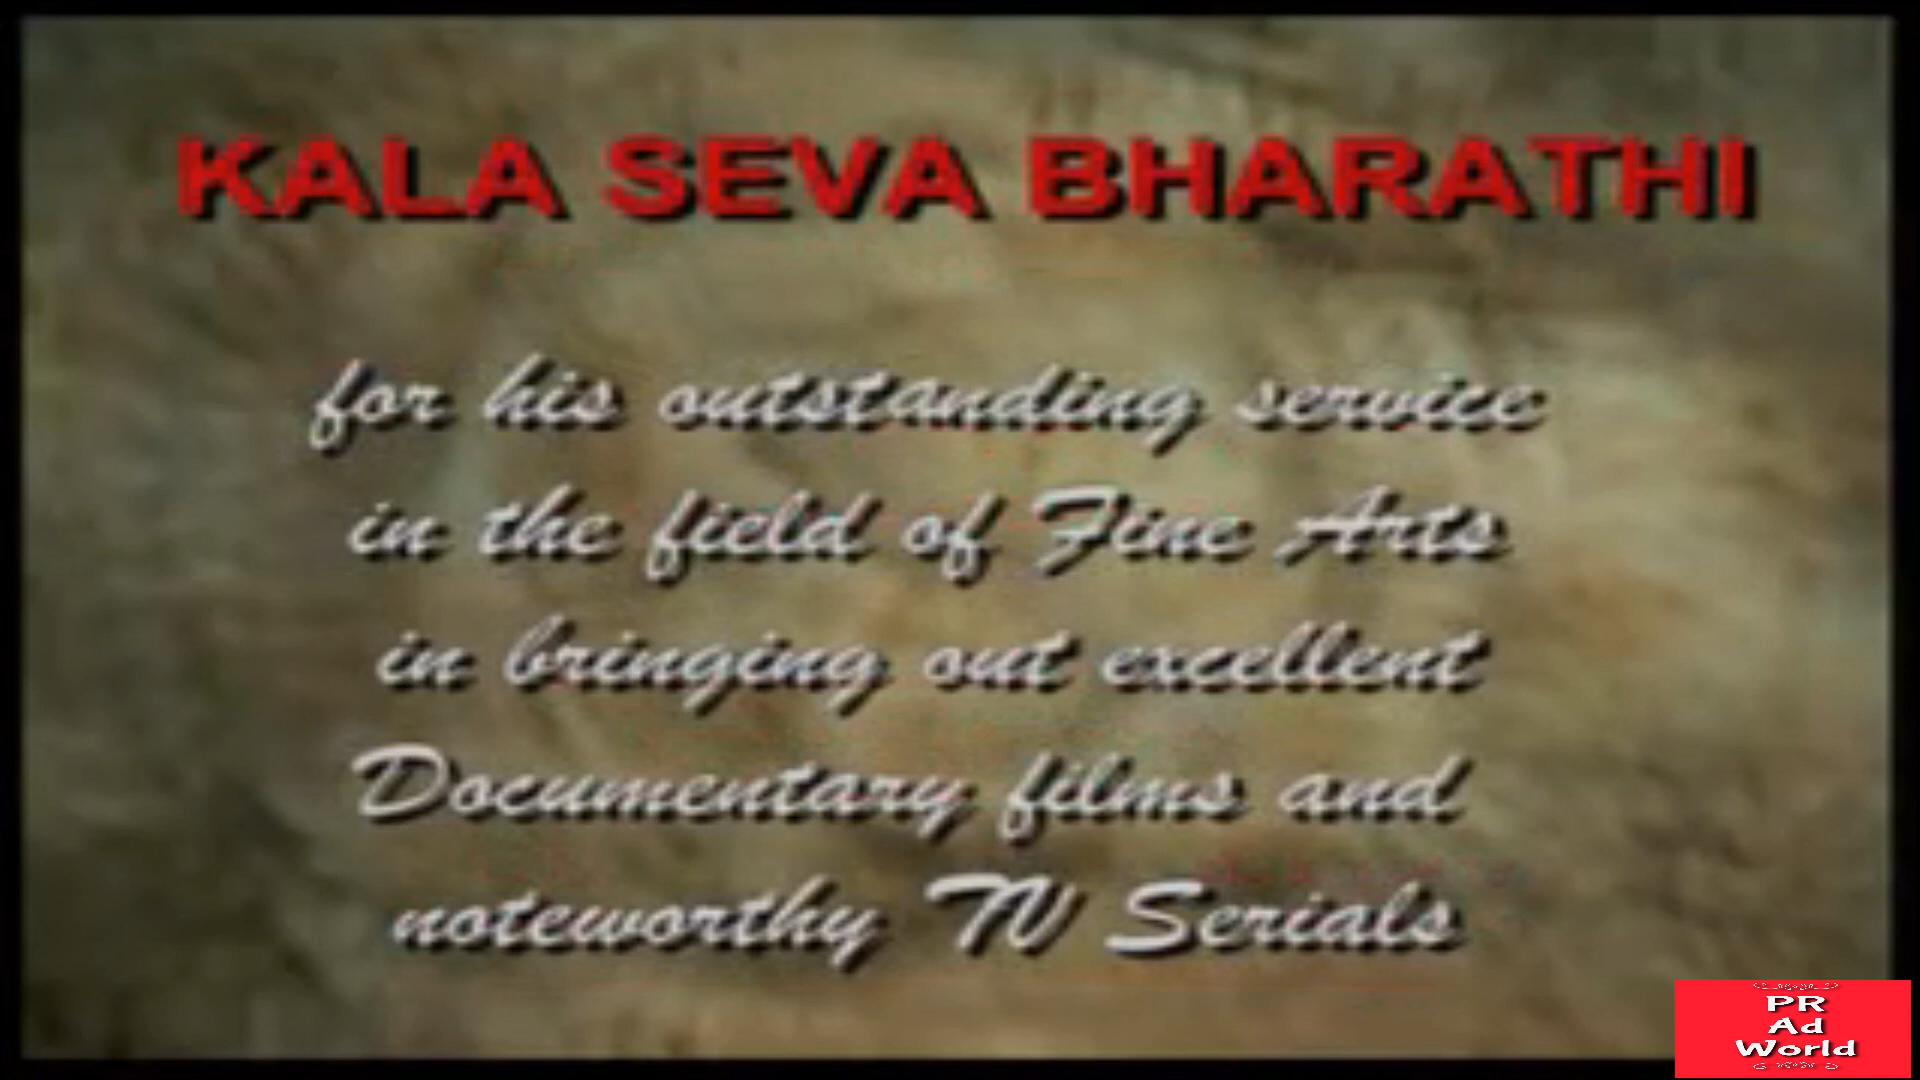 KALA SEVA BHARATHI
for his outstanding service
in the field of Fine Arts
in bringing out excellent
Documentary films and
noteworthy TV Serials
PR
Ad
World